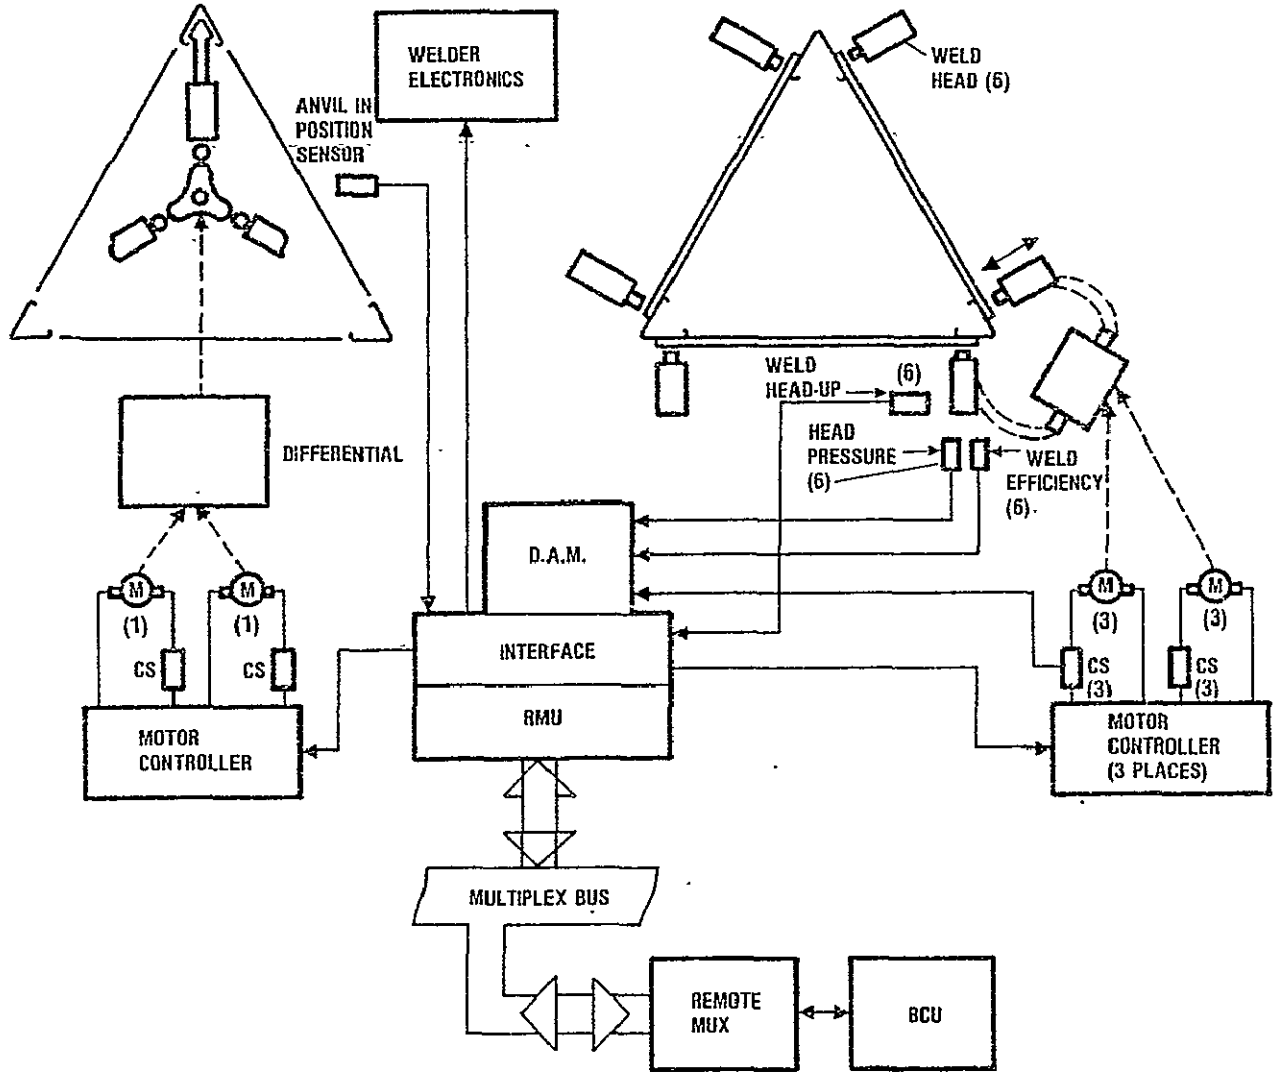 WELDER
ELECTRONICS
ANVIL IN
POSITION
SENSOR
WELD
HEAD (6)
WELD
HEAD-UP
(6)
HEAD
PRESSURE
(6)
WELD
EFFICIENCY
(6)
DIFFERENTIAL
D.A.M.
M
(1)
M
(1)
M
(3)
M
(3)
CS
CS
INTERFACE
CS
(3)
CS
(3)
RMU
MOTOR
CONTROLLER
MOTOR
CONTROLLER
(3 PLACES)
MULTIPLEX BUS
REMOTE
MUX
BCU